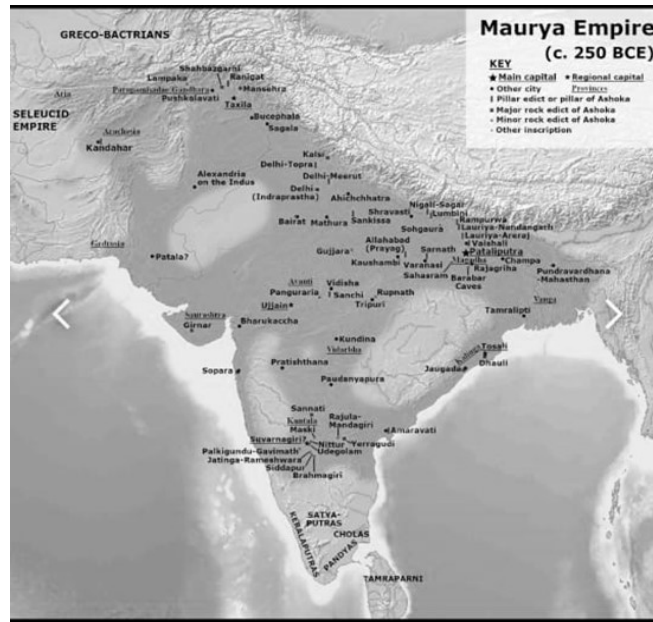 Maurya Empire
(c. 250 BCE)
KEY
Main capital
Regional capital
Other city
Provinces
Pillar edict or pillar of Ashoka
Major rock edict of Ashoka
Minor rock edict of Ashoka
Other inscription
GRECO-BACTRIANS
Shahbazgarhi
Lampaka
Ranigat
Mansehra
Aria
Paropamisadae
Gandhara
Pushkolavati
Taxila
SELEUCID
EMPIRE
Bucephela
Sagala
Arachosia
Kandahar
Kalsi
Delhi-Topra
Alexandria
on the Indus
Delhi-Meerut
Delhi
(Indraprastha)
Ahichchatra
Nigali-Sagar
Lumbini
Shravasti
Rampurwa
Bairat
Mathura
Sankissa
Sohgaura
Lauriya-Nandangarh
Lauriya-Areraj
Vaishali
Gedrosia
Patala?
Gujjara
Allahabad
(Prayag)
Kaushambi
Sarnath
Varanasi
Sahasram
Pataliputra
Magadha
Rajagriha
Champa
Barabar
Caves
Pundravardhana
-Mahasthan
Avanti
Vidisha
Panguraria
Sanchi
Rupnath
Ujjain
Tripuri
Vanga
Tamralipti
Saurashtra
Girnar
Bharukaccha
Kundina
Vidarbha
Kalinga
Tosali
Dhauli
Jaugada
Sopara
Pratishthana
Paudanyapura
Sannati
Kuntala
Maski
Rajula-
Mandagiri
Amaravati
Suvarnagiri?
Nittur
Yerragudi
Palkigundu-Gavimath
Udegolam
Jatinga-Rameshwara
Siddapur
Brahmagiri
SATYA-
PUTRAS
KERALAPUTRAS
CHOLAS
PANDYAS
TAMRAPARNI